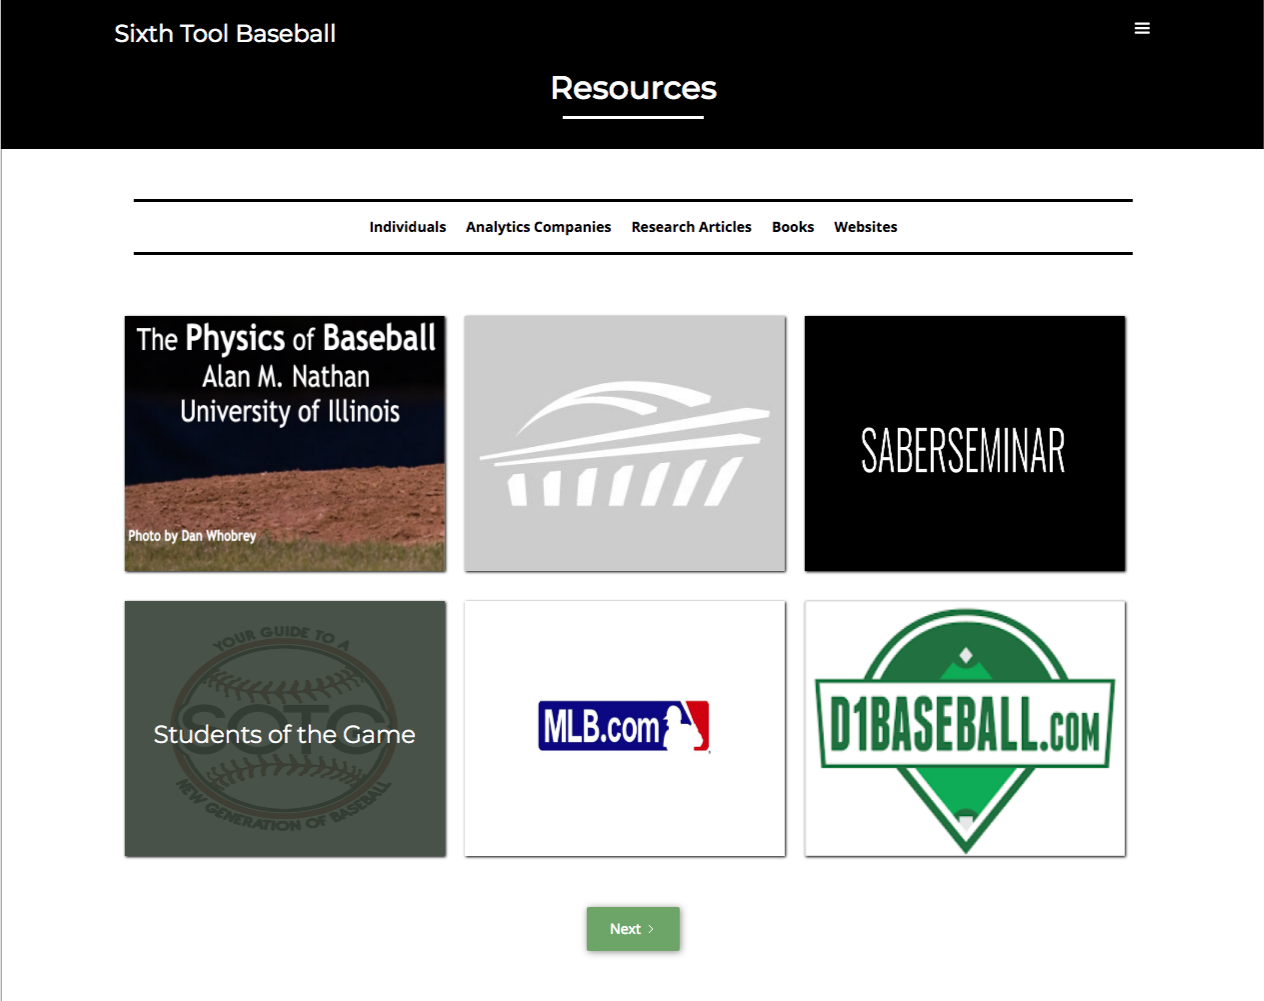 Sixth Tool Baseball
Resources
Individuals Analytics Companies Research Articles Books Websites
The Physics of Baseball
Alan M. Nathan
University of Illinois
Photo by Dan Whobrey
SABERSEMINAR
YOUR GUIDE TO A
SOTG
Students of the Game
NEW GENERATION OF BASEBALL
MLB.com
D1BASEBALL.COM
Next